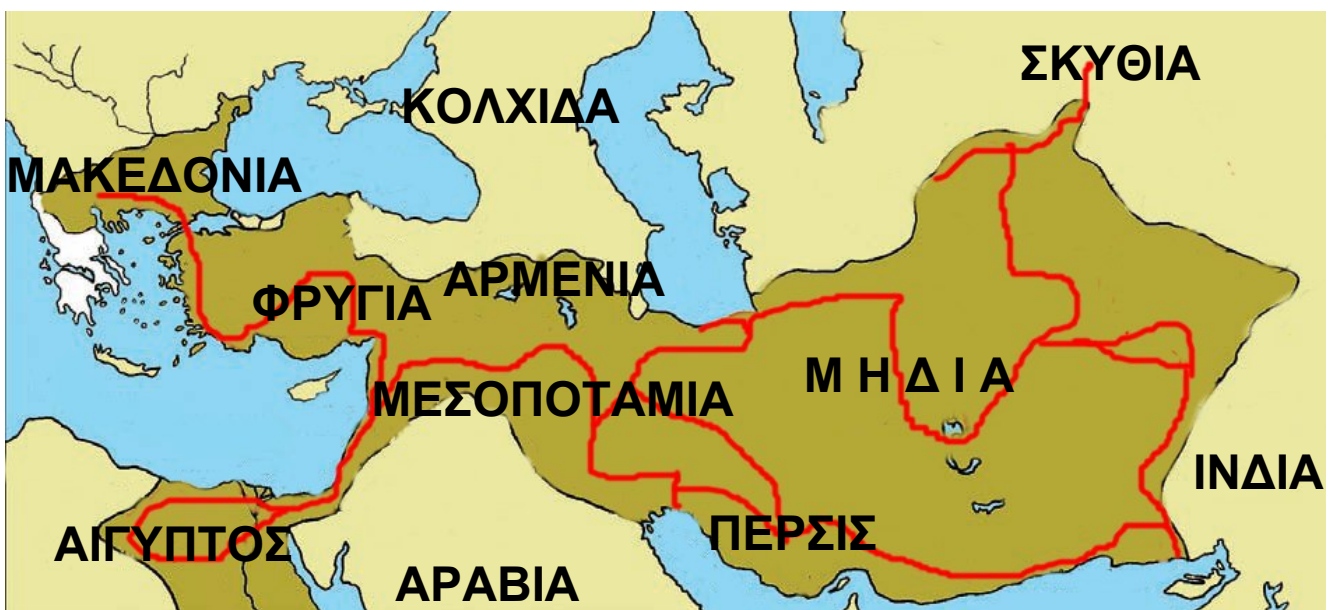 ΣΚΥΘΙΑ
ΚΟΛΧΙΔΑ
ΜΑΚΕΔΟΝΙΑ
ΑΡΜΕΝΙΑ
ΦΡΥΓΙΑ
Μ Η Δ Ι Α
ΜΕΣΟΠΟΤΑΜΙΑ
ΙΝΔΙΑ
ΠΕΡΣΙΣ
ΑΙΓΥΠΤΟΣ
ΑΡΑΒΙΑ